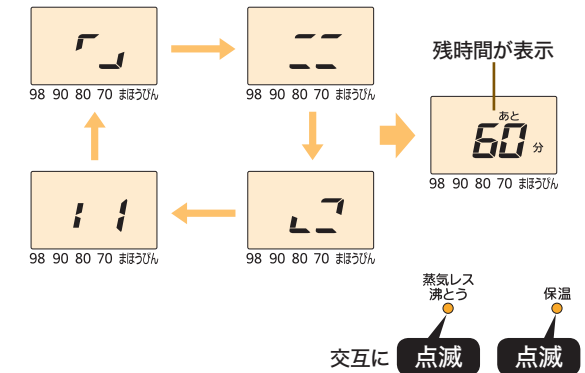 98 90 80 70 まほうびん
98 90 80 70 まほうびん
残時間が表示
あと
60 分
98 90 80 70 まほうびん
98 90 80 70 まほうびん
98 90 80 70 まほうびん
蒸気レス
沸とう
保温
交互に 点滅 点滅